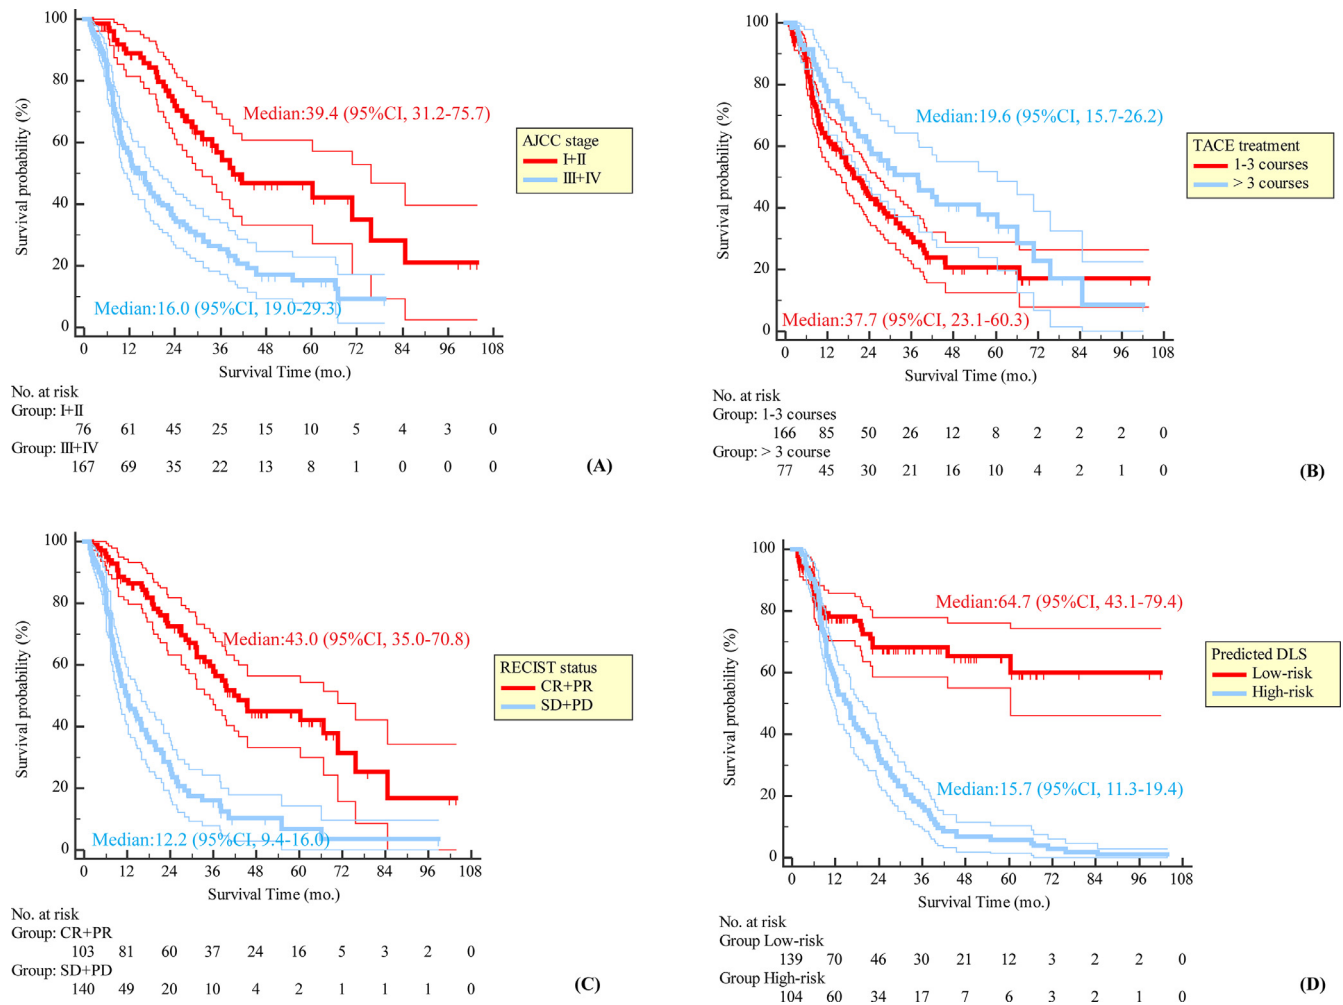 100
80
60
40
20
0
Survival probability (%)
Median:39.4 (95%CI, 31.2-75.7)
AJCC stage
I+II
III+IV
Median:16.0 (95%CI, 19.0-29.3)
0 12 24 36 48 60 72 84 96 108
Survival Time (mo.)
No. at risk
Group: I+II
76 61 45 25 15 10 5 4 3 0
Group: III+IV
167 69 35 22 13 8 1 0 0 0
(A)
100
80
60
40
20
0
Survival probability (%)
Median:19.6 (95%CI, 15.7-26.2)
TACE treatment
1-3 courses
> 3 courses
Median:37.7 (95%CI, 23.1-60.3)
0 12 24 36 48 60 72 84 96 108
Survival Time (mo.)
No. at risk
Group: 1-3 courses
166 85 50 26 12 8 2 2 2 0
Group: > 3 course
77 45 30 21 16 10 4 2 1 0
(B)
100
80
60
40
20
0
Survival probability (%)
Median:43.0 (95%CI, 35.0-70.8)
RECIST status
CR+PR
SD+PD
Median:12.2 (95%CI, 9.4-16.0)
0 12 24 36 48 60 72 84 96 108
Survival Time (mo.)
No. at risk
Group: CR+PR
103 81 60 37 24 16 5 3 2 0
Group: SD+PD
140 49 20 10 4 2 1 1 1 0
(C)
100
80
60
40
20
0
Survival probability (%)
Median:64.7 (95%CI, 43.1-79.4)
Predicted DLS
Low-risk
High-risk
Median:15.7 (95%CI, 11.3-19.4)
0 12 24 36 48 60 72 84 96 108
Survival Time (mo.)
No. at risk
Group Low-risk
139 70 46 30 21 12 3 2 2 0
Group High-risk
104 60 34 17 7 6 3 2 1 0
(D)